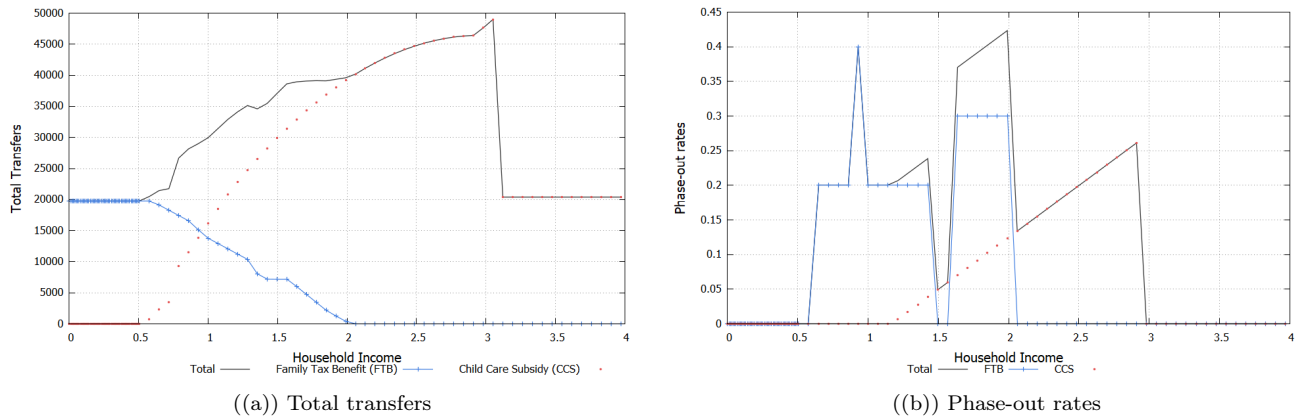 50000
45000
40000
35000
30000
25000
20000
15000
10000
5000
0
Total Transfers
0 0.5 1 1.5 2 2.5 3 3.5 4
Household Income
Total Family Tax Benefit (FTB) Child Care Subsidy (CCS)
((a)) Total transfers
0.45
0.4
0.35
0.3
0.25
0.2
0.15
0.1
0.05
0
Phase-out rates
0 0.5 1 1.5 2 2.5 3 3.5 4
Household Income
Total FTB CCS
((b)) Phase-out rates